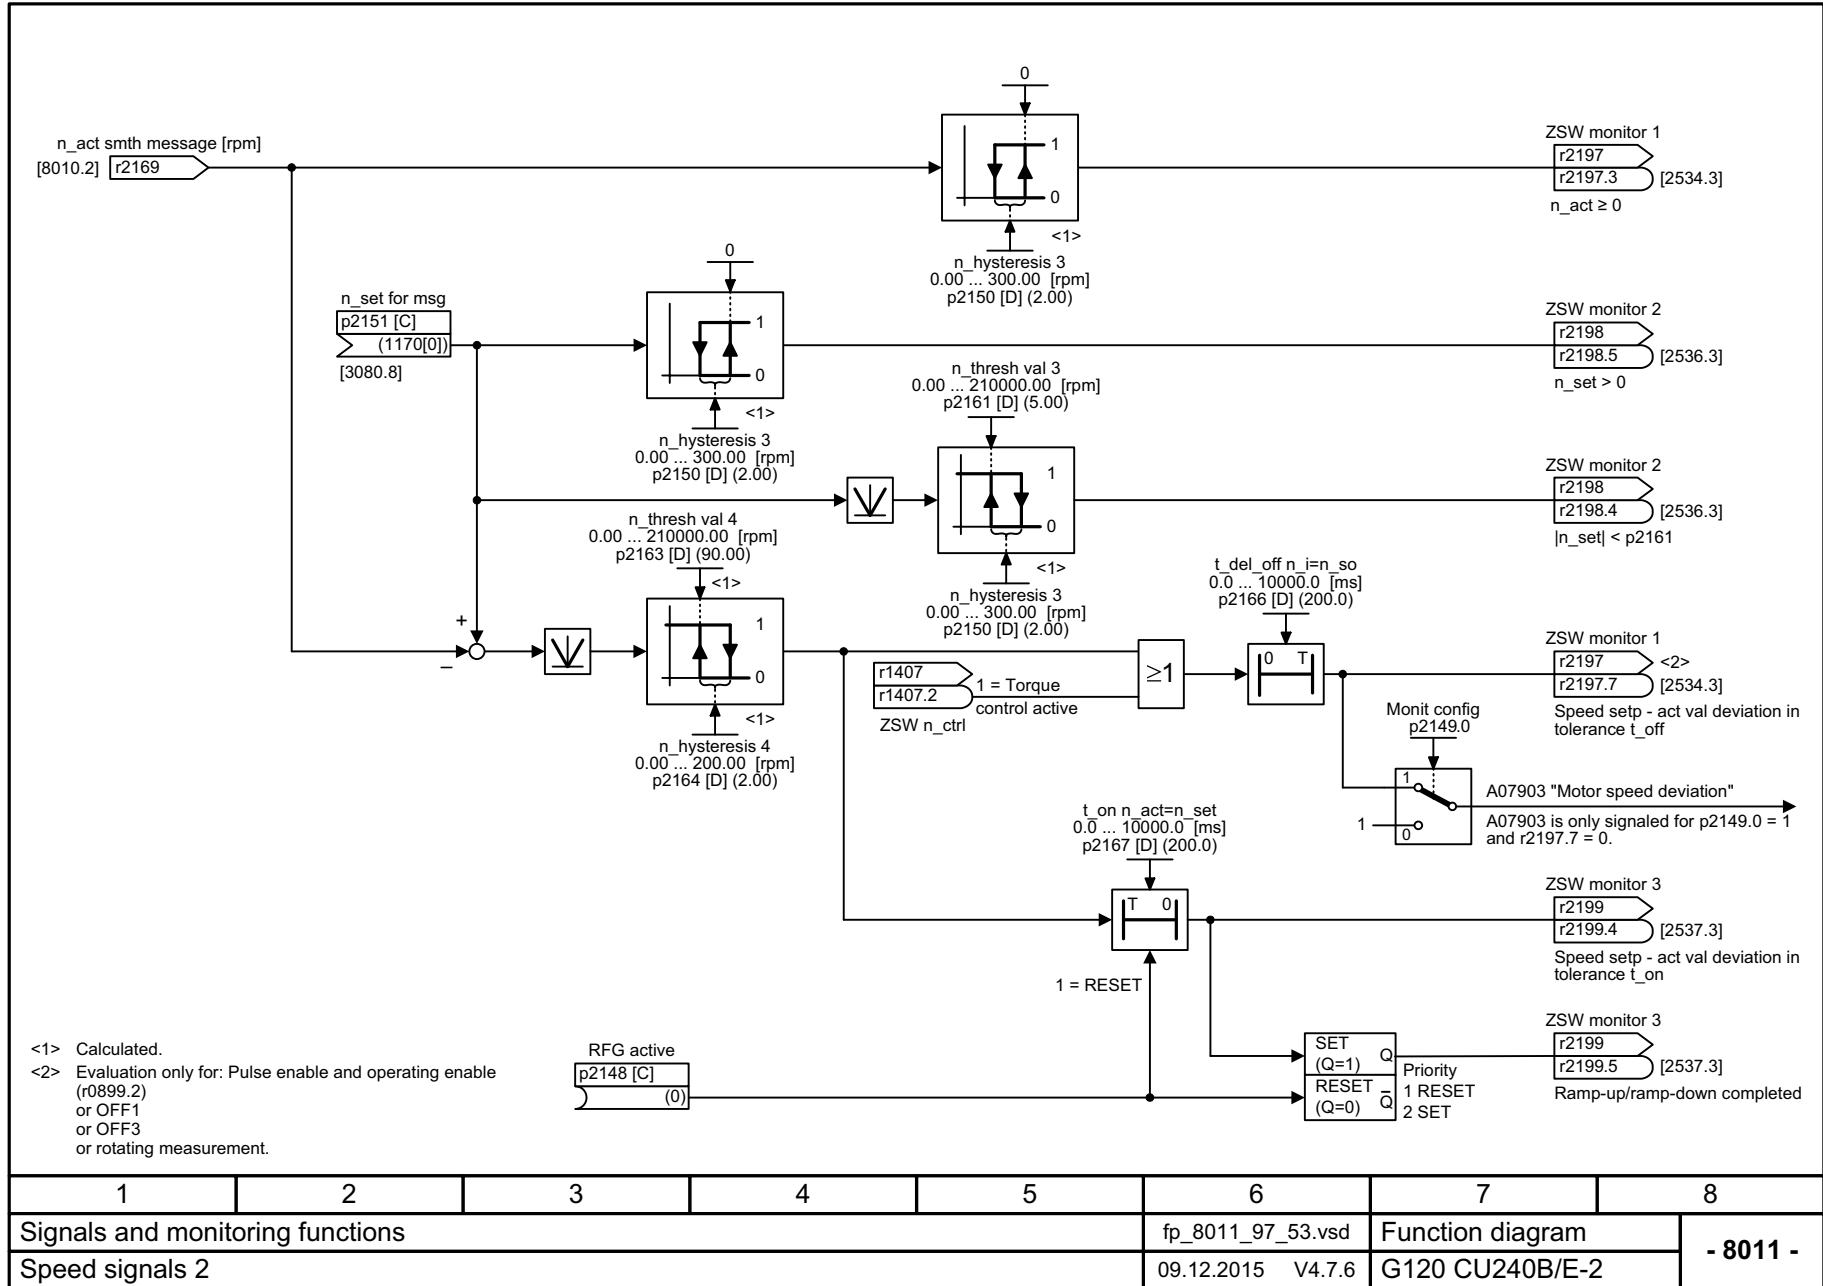 0
n_act smth message [rpm]
[8010.2] r2169
1
0
<1>
n_hysteresis 3
0.00 ... 300.00 [rpm]
p2150 [D] (2.00)
ZSW monitor 1
r2197
r2197.3 [2534.3]
n_act ≥ 0
0
n_set for msg
p2151 [C]
(1170[0])
[3080.8]
1
0
<1>
n_hysteresis 3
0.00 ... 300.00 [rpm]
p2150 [D] (2.00)
ZSW monitor 2
r2198
r2198.5 [2536.3]
n_set > 0
n_thresh val 3
0.00 ... 210000.00 [rpm]
p2161 [D] (5.00)
1
0
<1>
n_hysteresis 3
0.00 ... 300.00 [rpm]
p2150 [D] (2.00)
ZSW monitor 2
r2198
r2198.4 [2536.3]
|n_set| < p2161
n_thresh val 4
0.00 ... 210000.00 [rpm]
p2163 [D] (90.00)
<1>
+
–
1
0
<1>
n_hysteresis 4
0.00 ... 200.00 [rpm]
p2164 [D] (2.00)
r1407
r1407.2
1 = Torque
control active
ZSW n_ctrl
≥1
t_del_off n_i=n_so
0.0 ... 10000.0 [ms]
p2166 [D] (200.0)
0 T
ZSW monitor 1
r2197 <2>
r2197.7 [2534.3]
Speed setp - act val deviation in
tolerance t_off
Monit config
p2149.0
1
1
0
A07903 "Motor speed deviation"
A07903 is only signaled for p2149.0 = 1
and r2197.7 = 0.
t_on n_act=n_set
0.0 ... 10000.0 [ms]
p2167 [D] (200.0)
T 0
1 = RESET
ZSW monitor 3
r2199
r2199.4 [2537.3]
Speed setp - act val deviation in
tolerance t_on
RFG active
p2148 [C]
(0)
SET
(Q=1) Q
RESET
(Q=0) Q̅
Priority
1 RESET
2 SET
ZSW monitor 3
r2199
r2199.5 [2537.3]
Ramp-up/ramp-down completed
<1> Calculated.
<2> Evaluation only for: Pulse enable and operating enable
(r0899.2)
or OFF1
or OFF3
or rotating measurement.
1 2 3 4 5 6 7 8
Signals and monitoring functions fp_8011_97_53.vsd Function diagram
- 8011 -
Speed signals 2 09.12.2015 V4.7.6 G120 CU240B/E-2